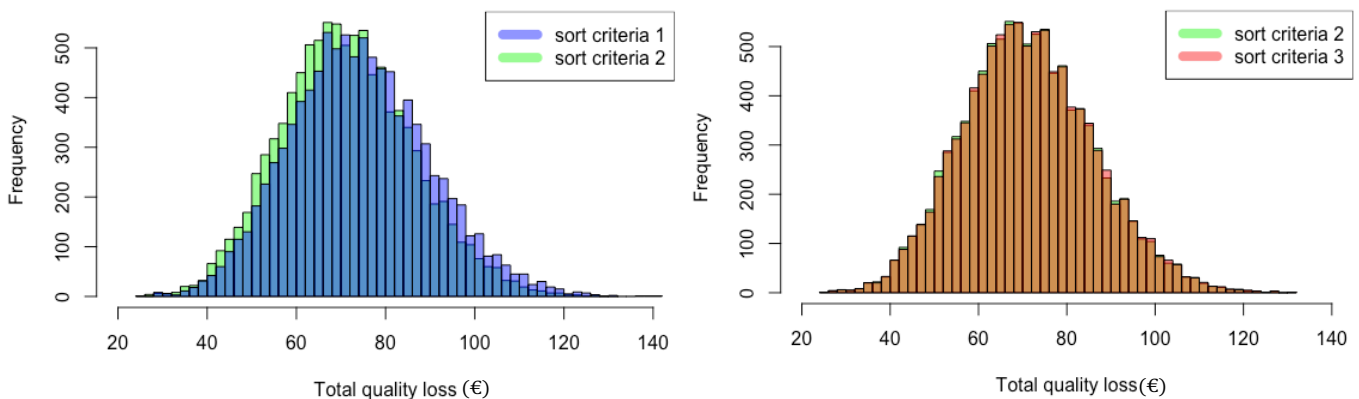 sort criteria 1
sort criteria 2
Frequency
0 100 200 300 400 500
20 40 60 80 100 120 140
Total quality loss (€)
sort criteria 2
sort criteria 3
Frequency
0 100 200 300 400 500
20 40 60 80 100 120 140
Total quality loss(€)